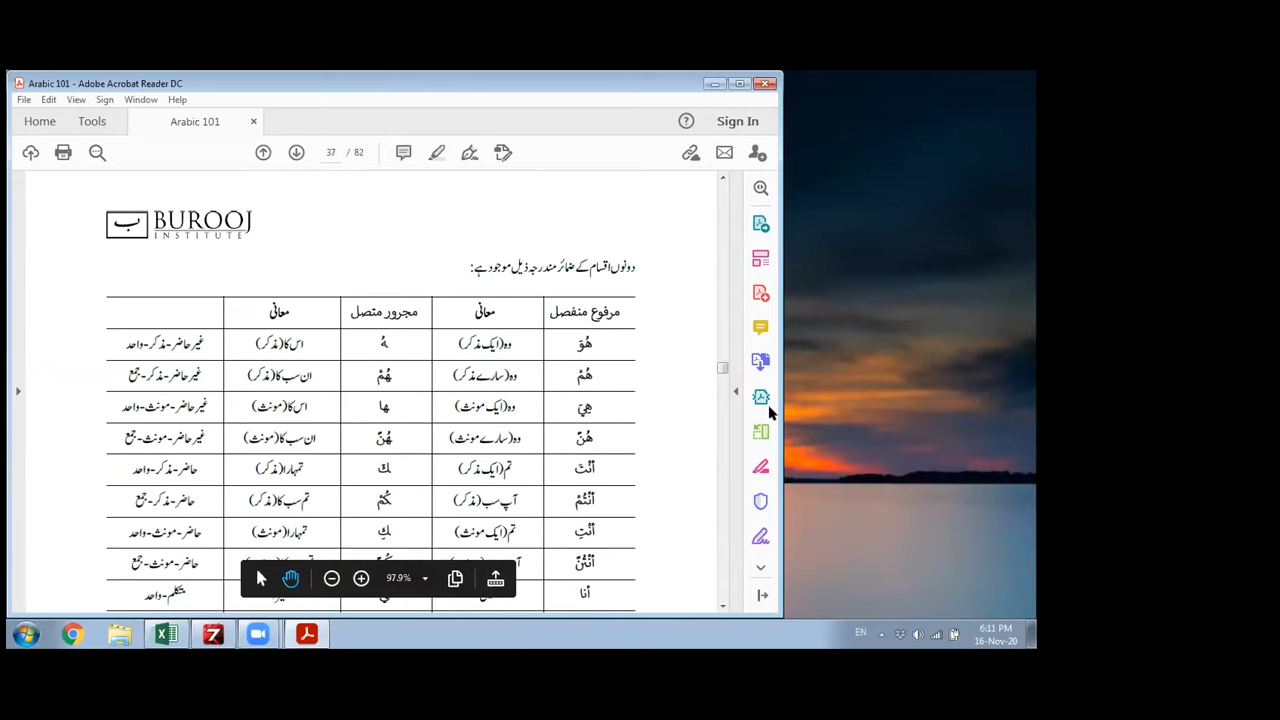 Arabic 101 - Adobe Acrobat Reader DC
File Edit View Sign Window Help
Home Tools Arabic 101 × Sign In
37 / 82
ب BUROOJ
INSTITUTE
دونوں اقسام کے ضمائر مندرجہ ذیل موجود ہے:
مرفوع منفصل معانی مجرور متصل معانی
هُوَ وہ (ایک مذکر) هُ اس کا (مذکر) غیر حاضر-مذکر-واحد
هُمْ وہ (سارے مذکر) هُمْ ان سب کا (مذکر) غیر حاضر-مذکر-جمع
هِيَ وہ (ایک مونث) ها اس کا (مونث) غیر حاضر-مونث-واحد
هُنَّ وہ (سارے مونث) هُنَّ ان سب کا (مونث) غیر حاضر-مونث-جمع
أَنْتَ تم (ایک مذکر) كَ تمہارا (مذکر) حاضر-مذکر-واحد
أَنْتُمْ آپ سب (مذکر) كُمْ تم سب کا (مذکر) حاضر-مذکر-جمع
أَنْتِ تم (ایک مونث) كِ تمہارا (مونث) حاضر-مونث-واحد
أَنْتُنَّ حاضر-مونث-جمع
أنا متکلم-واحد
97.9%
EN 6:11 PM
16-Nov-20